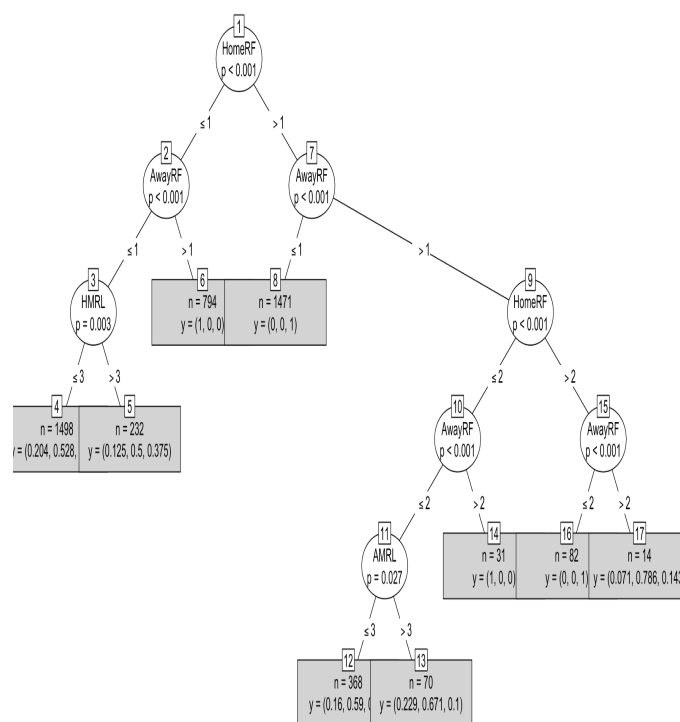 1
HomeRF
p < 0.001
≤ 1
> 1
2
AwayRF
p < 0.001
7
AwayRF
p < 0.001
≤ 1
> 1
≤ 1
> 1
3
HMRL
p = 0.003
6
n = 794
y = (1, 0, 0)
8
n = 1471
y = (0, 0, 1)
9
HomeRF
p < 0.001
≤ 3
> 3
≤ 2
> 2
4
n = 1498
y = (0.204, 0.528,
5
n = 232
y = (0.125, 0.5, 0.375)
10
AwayRF
p < 0.001
15
AwayRF
p < 0.001
≤ 2
> 2
≤ 2
> 2
11
AMRL
p = 0.027
14
n = 31
y = (1, 0, 0)
16
n = 82
y = (0, 0, 1)
17
n = 14
y = (0.071, 0.786, 0.143
≤ 3
> 3
12
n = 368
y = (0.16, 0.59, 0
13
n = 70
y = (0.229, 0.671, 0.1)